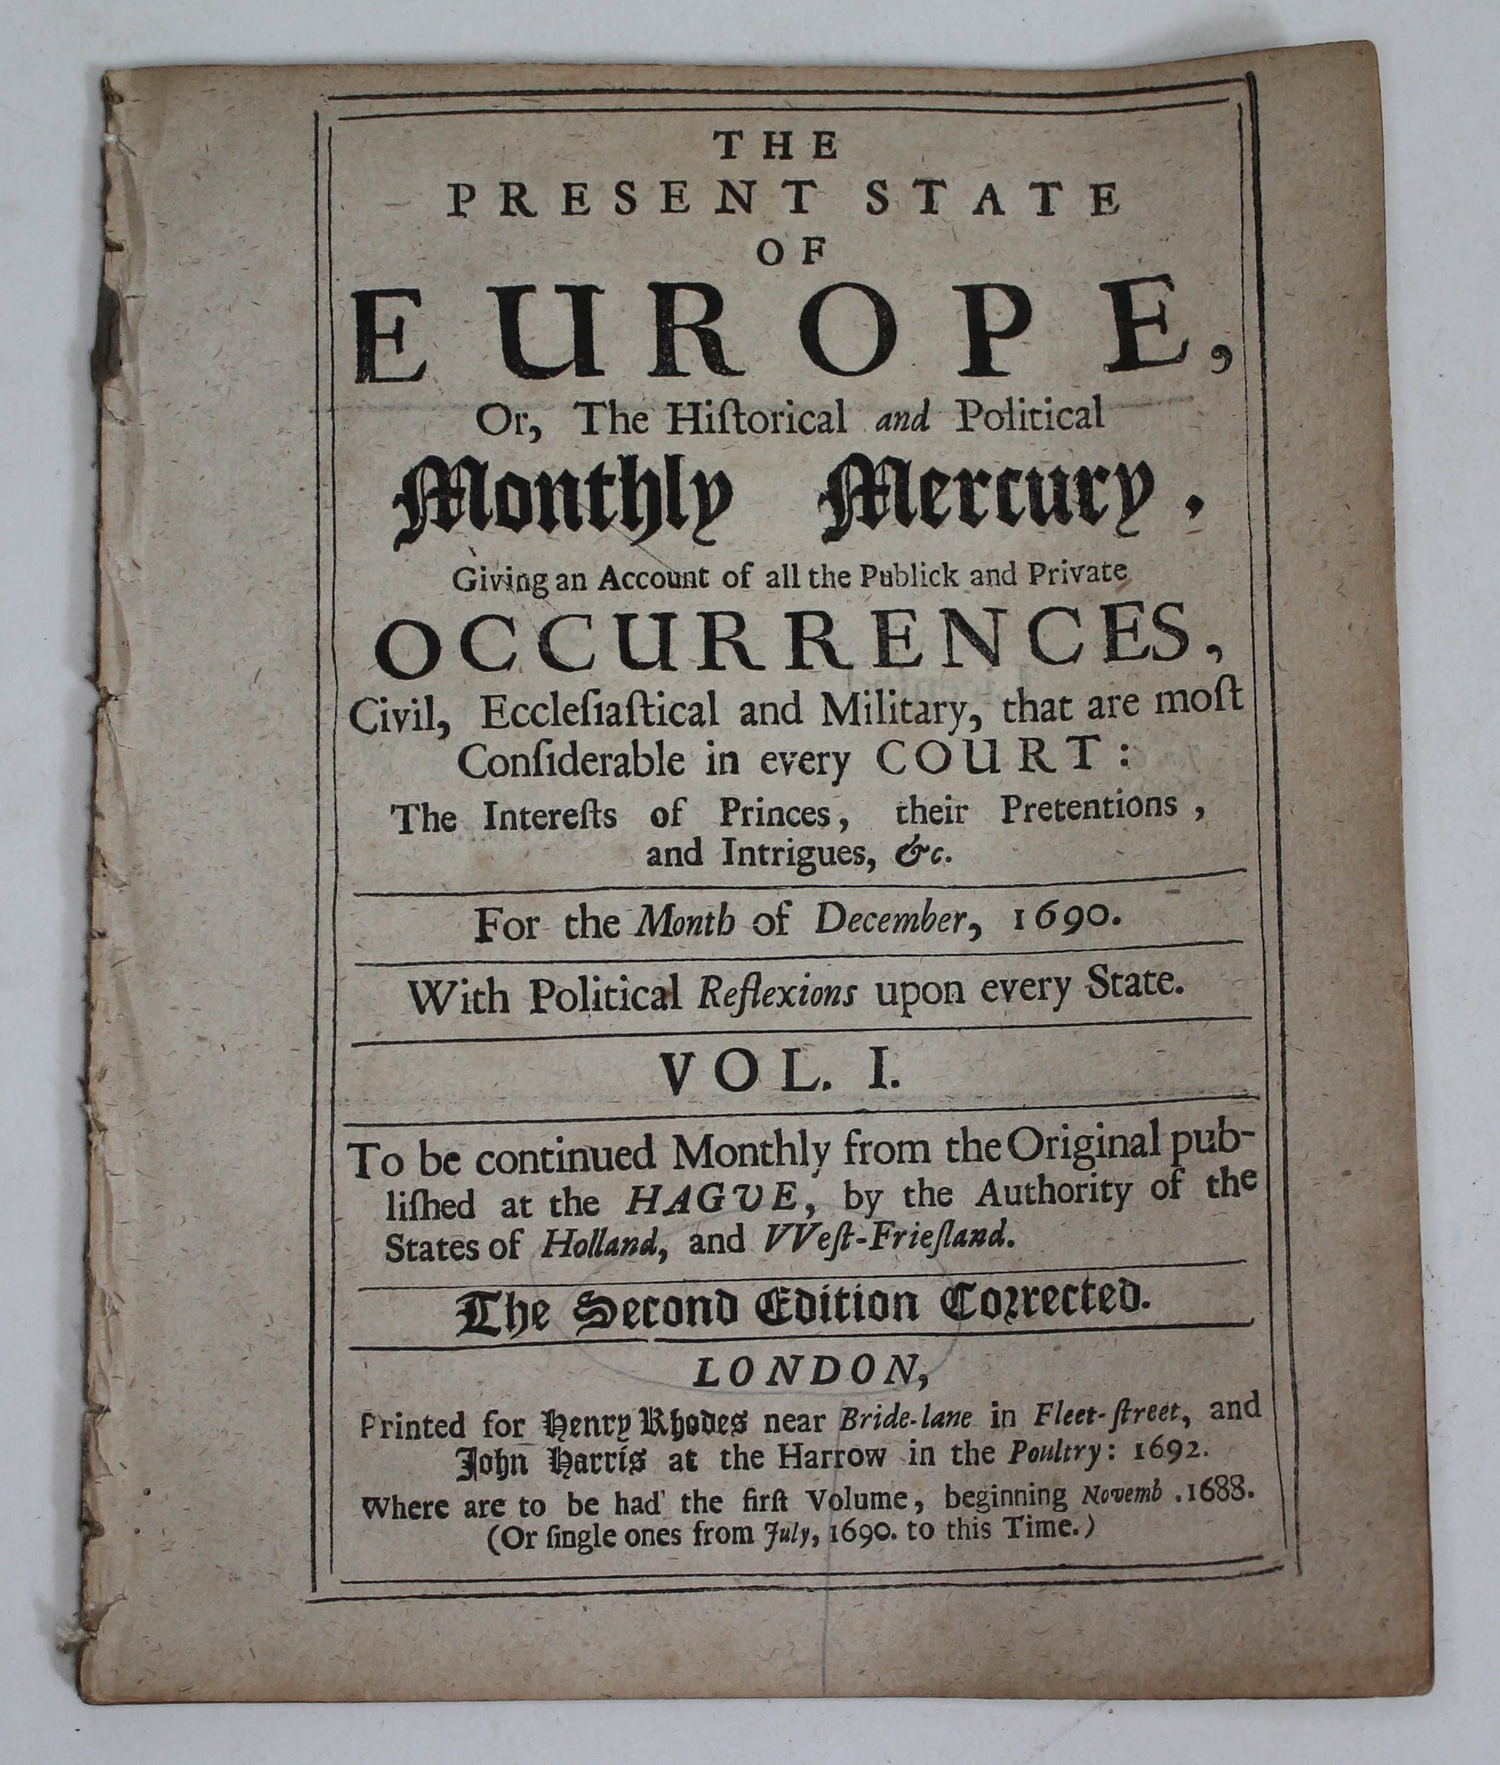 THE
PRESENT STATE
OF
EUROPE,
Or, The Hiſtorical and Political
Monthly Mercury,
Giving an Account of all the Publick and Private
OCCURRENCES,
Civil, Eccleſiaſtical and Military, that are moſt
Conſiderable in every COURT:
The Intereſts of Princes, their Pretentions,
and Intrigues, &c.
For the Month of December, 1690.
With Political Reflexions upon every State.
VOL. I.
To be continued Monthly from the Original pub-
liſhed at the HAGVE, by the Authority of the
States of Holland, and VVeſt-Frieſland.
The Second Edition Corrected.
LONDON,
Printed for Henry Rhodes near Bride-lane in Fleet-ſtreet, and
John Harris at the Harrow in the Poultry: 1692.
Where are to be had the firſt Volume, beginning Novemb. 1688.
(Or ſingle ones from July, 1690. to this Time.)